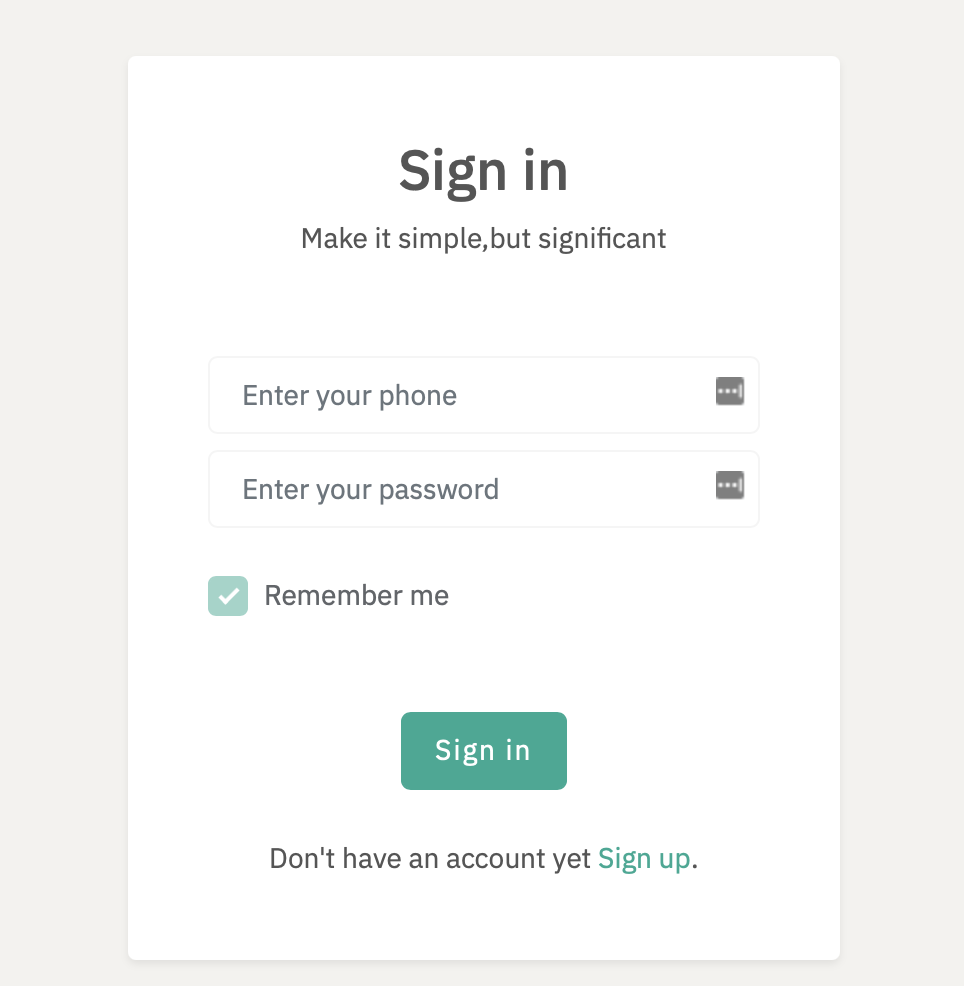 Sign in
Make it simple,but significant
Enter your phone
Enter your password
Remember me
Sign in
Don't have an account yet Sign up.